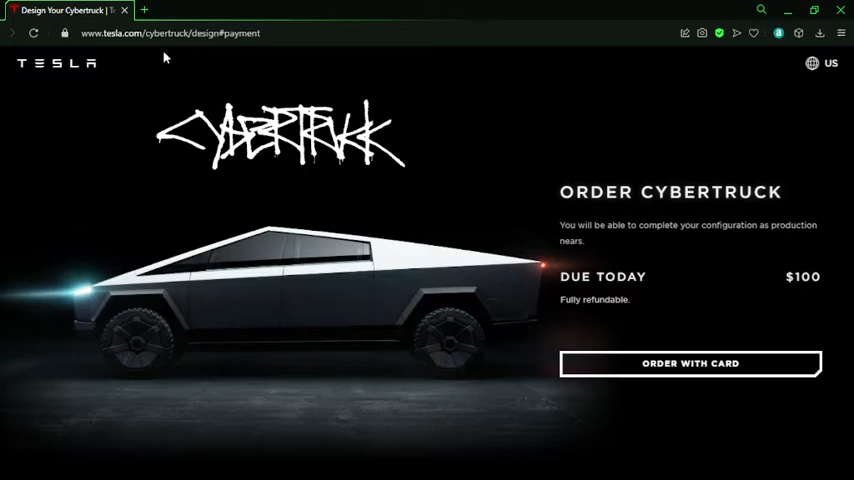 Design Your Cybertruck | T
www.tesla.com/cybertruck/design#payment
TESLA
US
CYBERTRUCK
ORDER CYBERTRUCK
You will be able to complete your configuration as production
nears.
DUE TODAY $100
Fully refundable.
ORDER WITH CARD